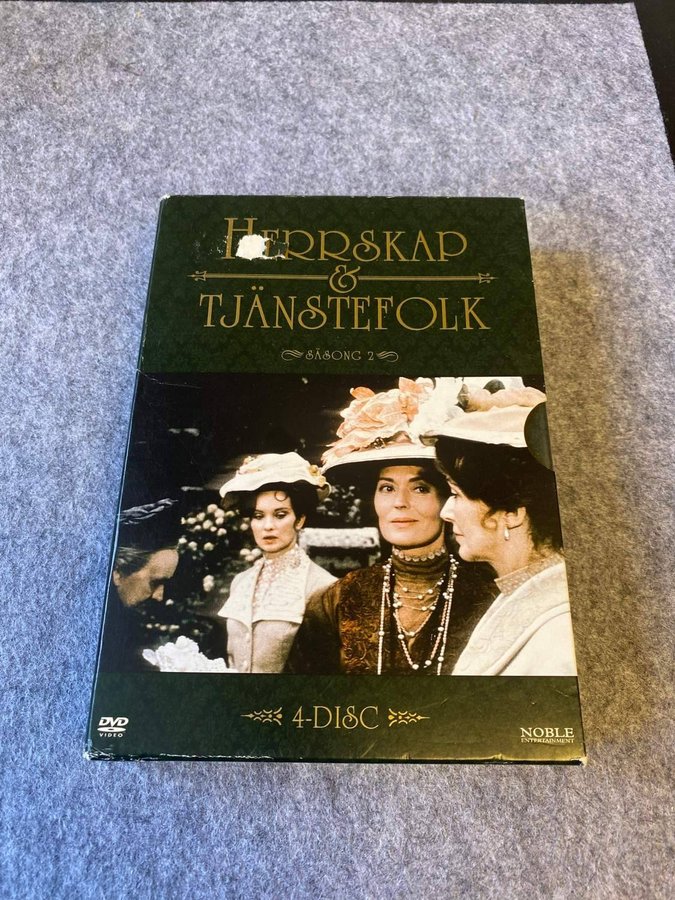 HERRSKAP
&
TJÄNSTEFOLK
SÄSONG 2
4-DISC
DVD
VIDEO
NOBLE
ENTERTAINMENT